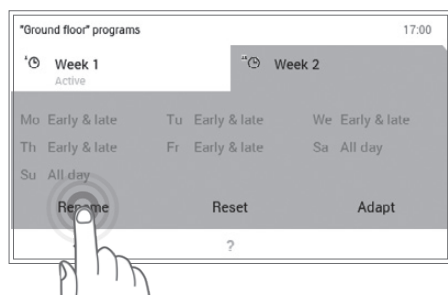 "Ground floor" programs 17:00
Week 1 Week 2
Active
Mo Early & late Tu Early & late We Early & late
Th Early & late Fr Early & late Sa All day
Su All day
Rename Reset Adapt
?